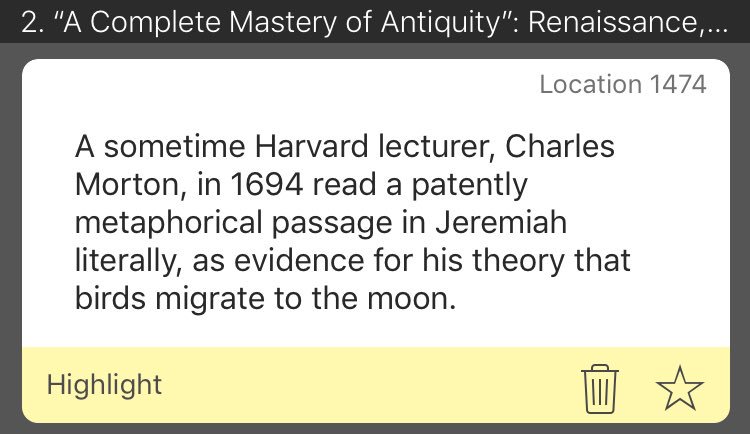 2. “A Complete Mastery of Antiquity”: Renaissance,...
Location 1474
A sometime Harvard lecturer, Charles
Morton, in 1694 read a patently
metaphorical passage in Jeremiah
literally, as evidence for his theory that
birds migrate to the moon.
Highlight